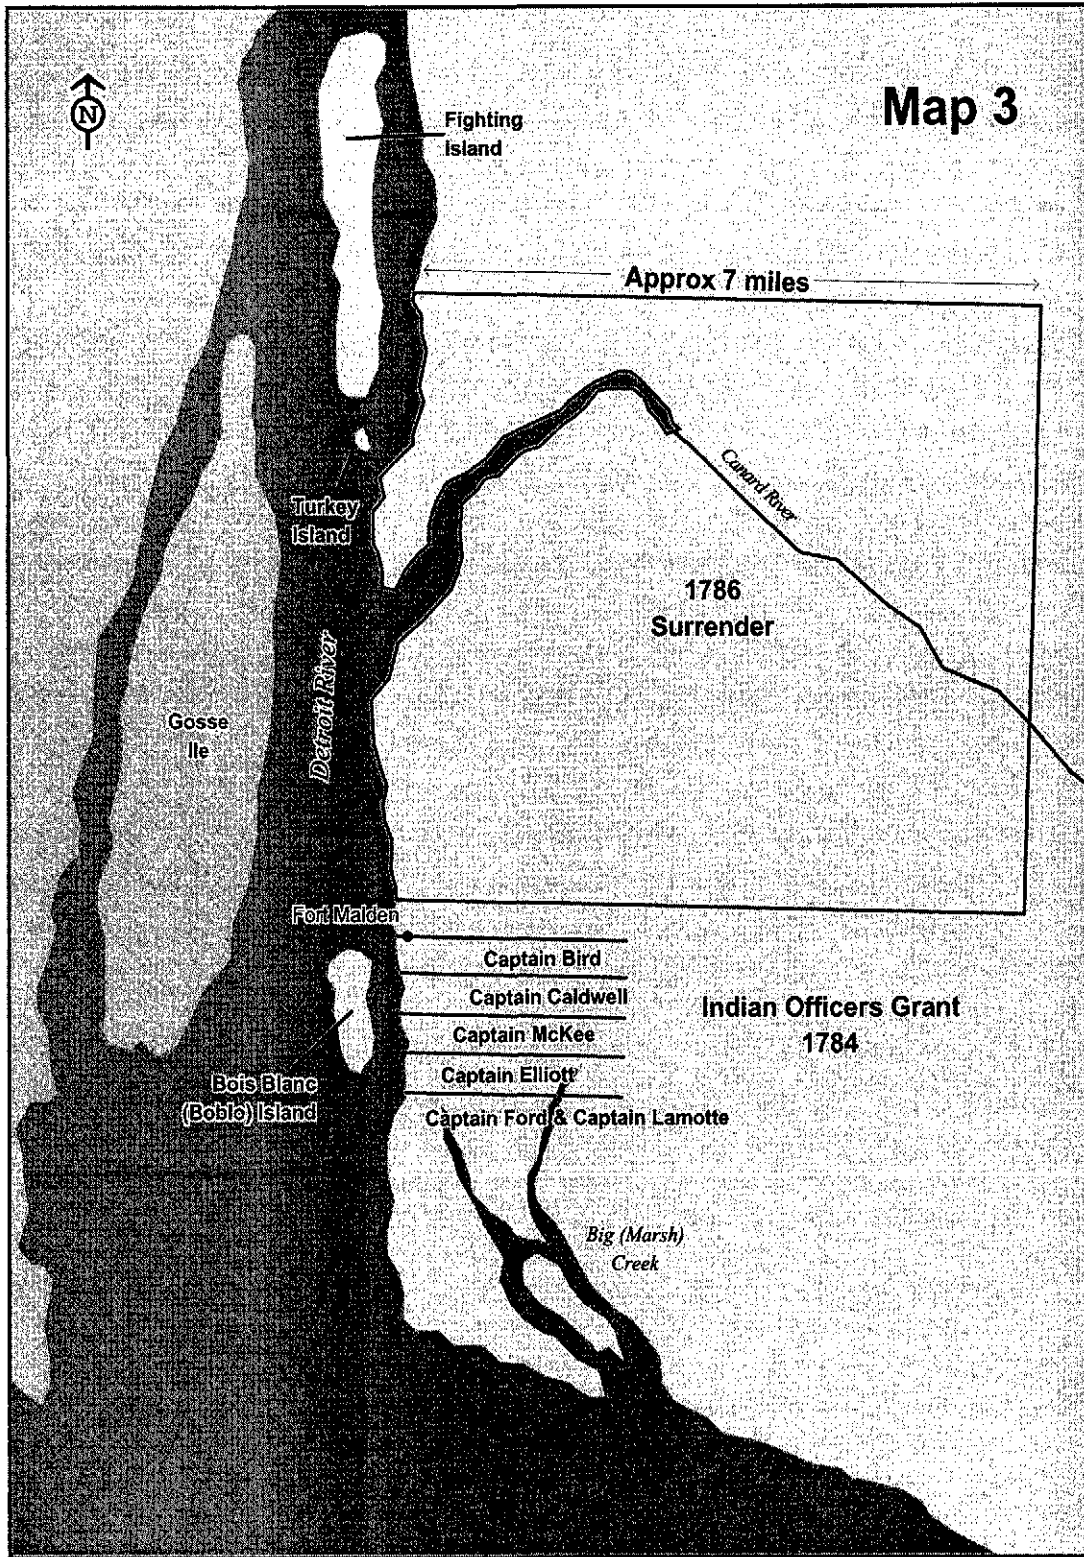 Map 3
N
Fighting
Island
Approx 7 miles
Canard River
Turkey
Island
1786
Surrender
Detroit River
Gosse
Ile
Fort Malden
Captain Bird
Captain Caldwell
Captain McKee
Captain Elliott
Captain Ford & Captain Lamotte
Indian Officers Grant
1784
Bois Blanc
(Boblo) Island
Big (Marsh)
Creek